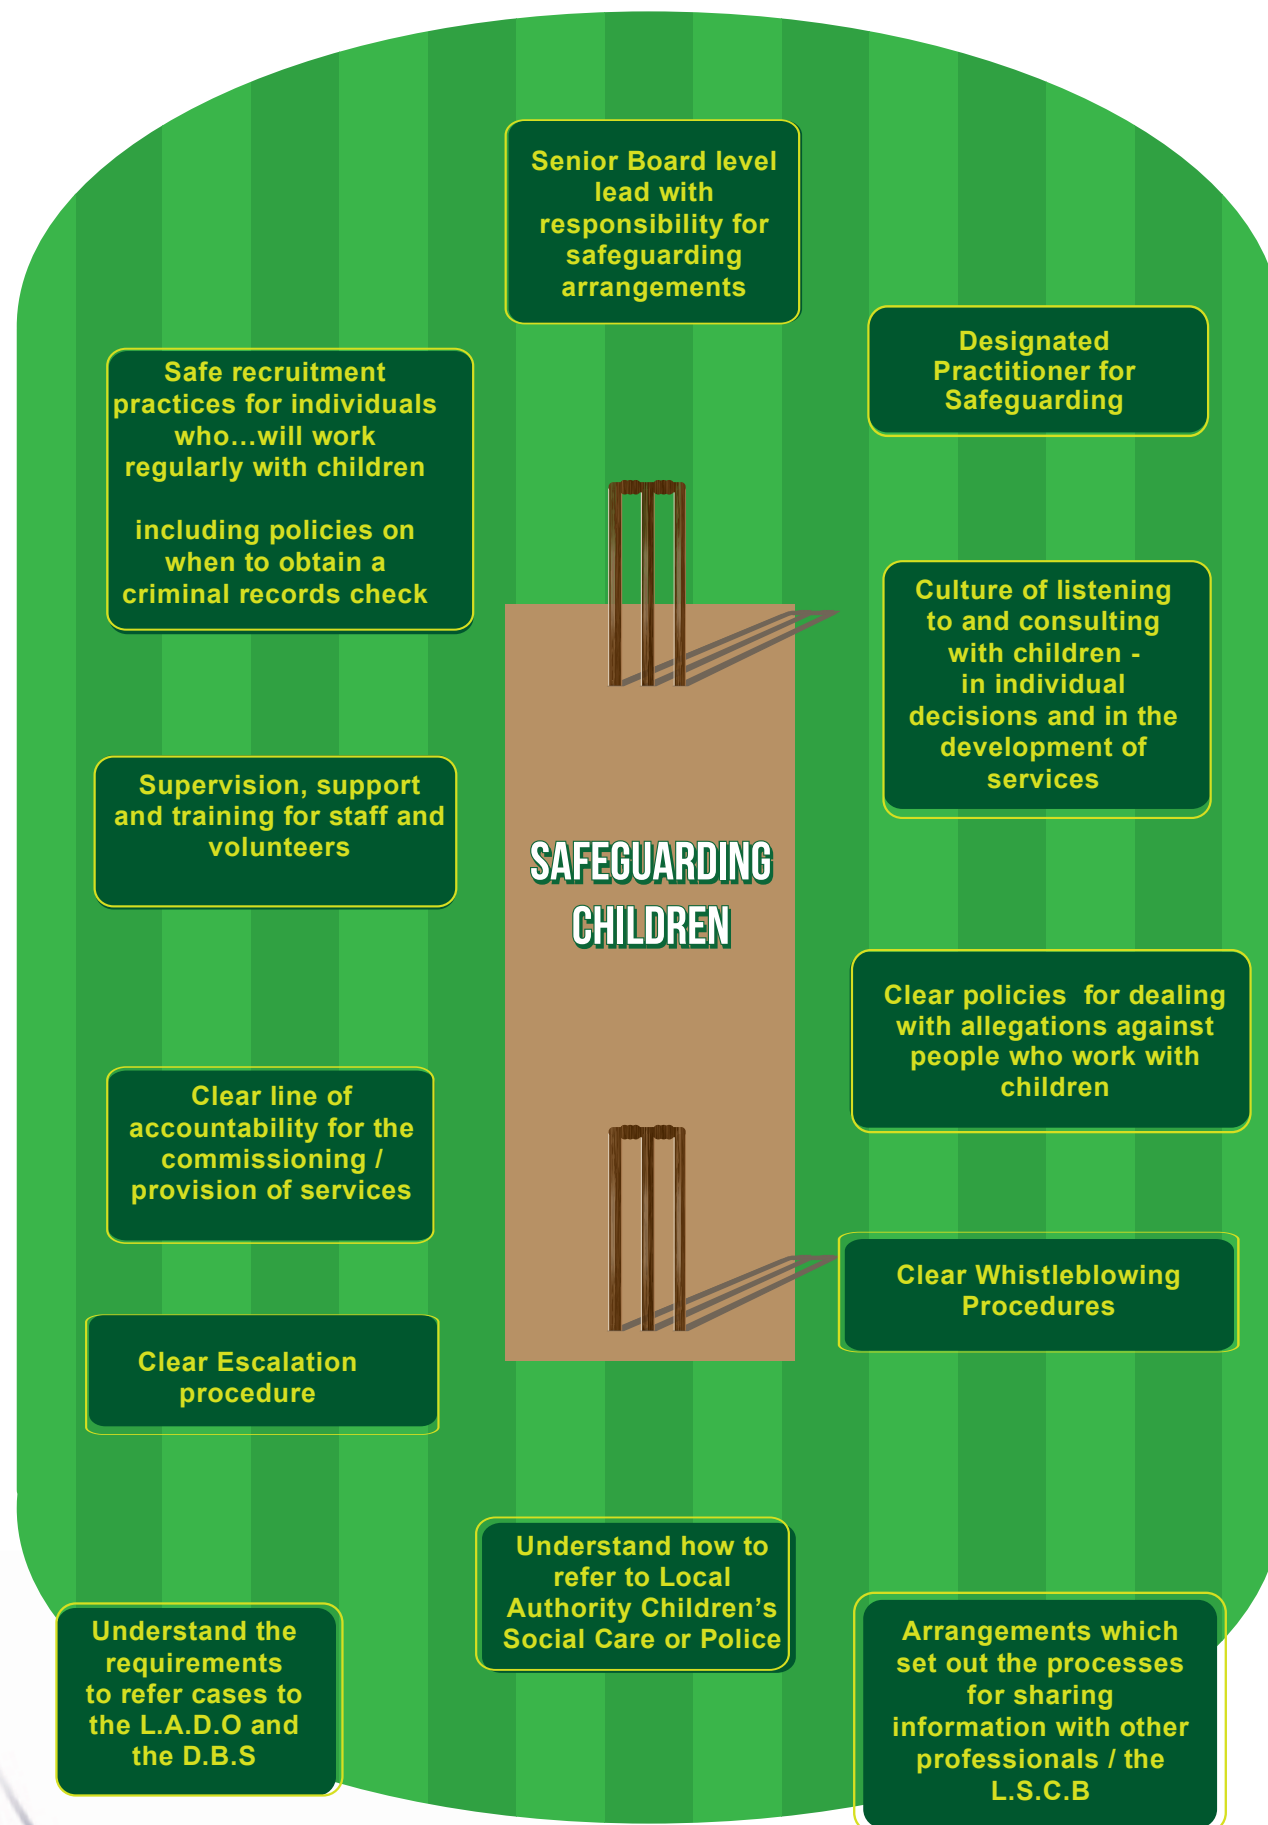 Senior Board level
lead with
responsibility for
safeguarding
arrangements
Designated
Practitioner for
Safeguarding
Safe recruitment
practices for individuals
who...will work
regularly with children
including policies on
when to obtain a
criminal records check
Culture of listening
to and consulting
with children -
in individual
decisions and in the
development of
services
Supervision, support
and training for staff and
volunteers
SAFEGUARDING
CHILDREN
Clear policies for dealing
with allegations against
people who work with
children
Clear line of
accountability for the
commissioning /
provision of services
Clear Whistleblowing
Procedures
Clear Escalation
procedure
Understand how to
refer to Local
Authority Children’s
Social Care or Police
Understand the
requirements
to refer cases to
the L.A.D.O and
the D.B.S
Arrangements which
set out the processes
for sharing
information with other
professionals / the
L.S.C.B